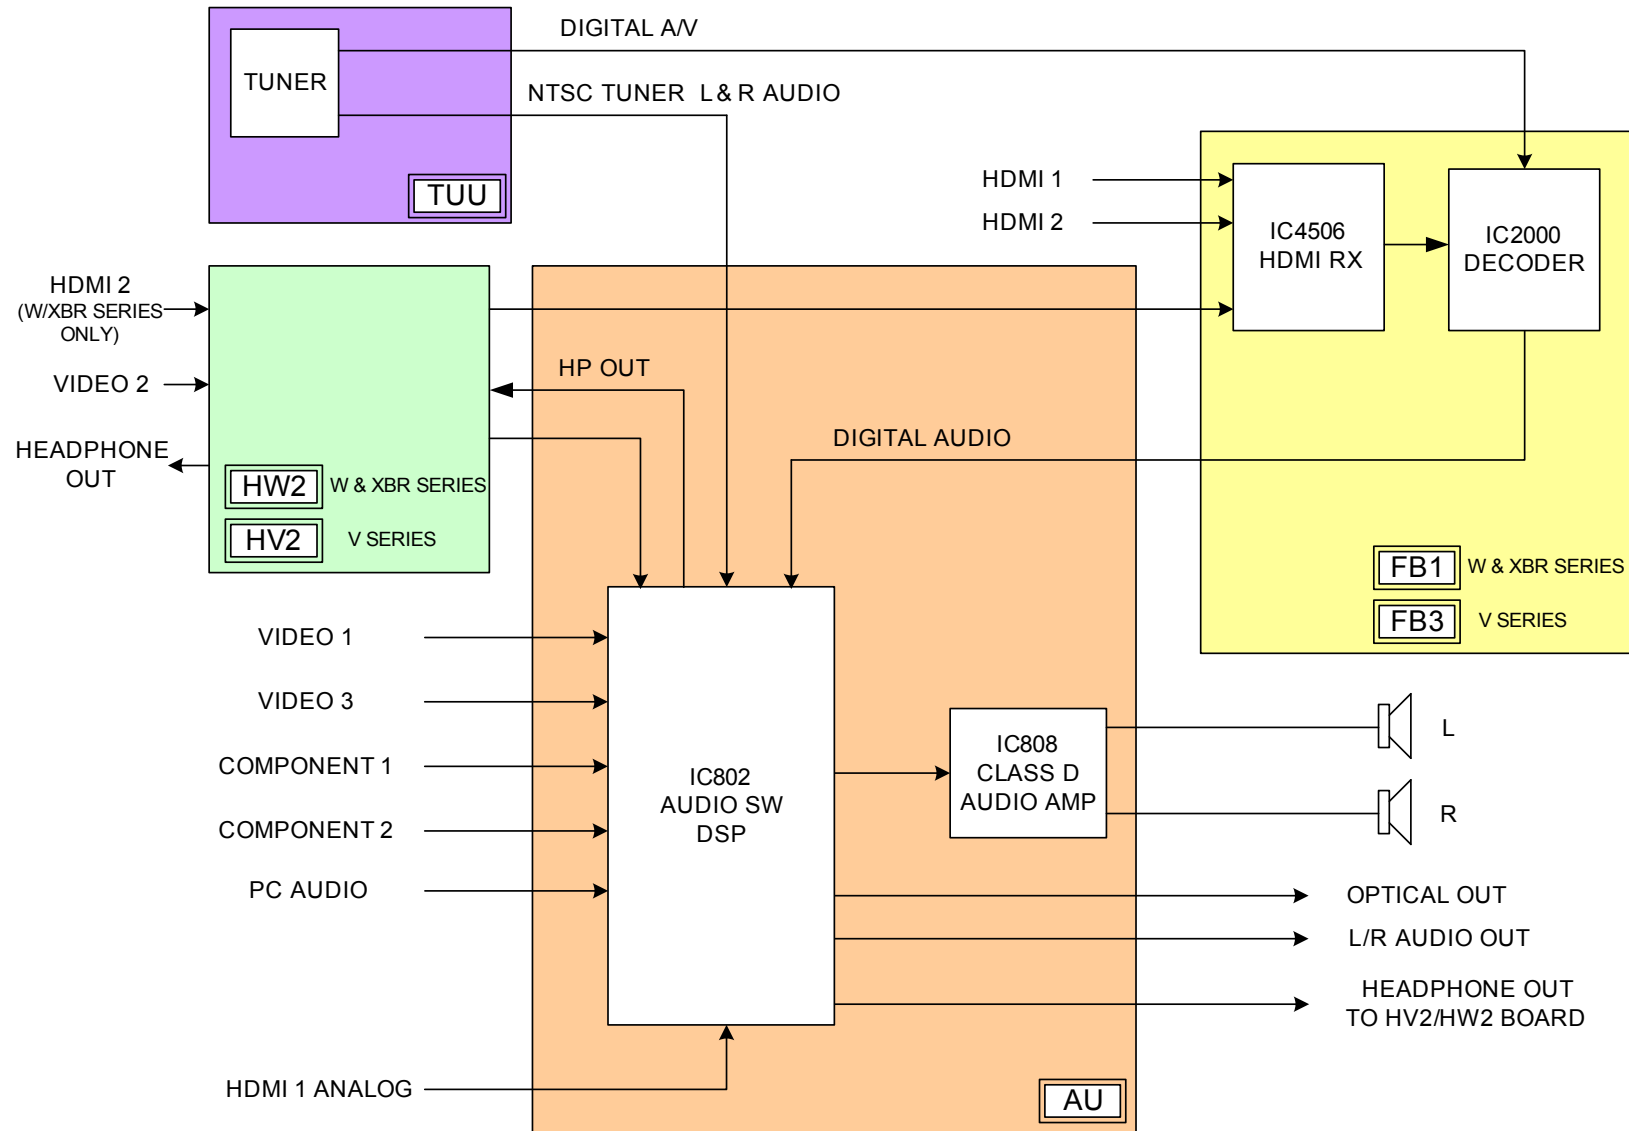 DIGITAL A/V
TUNER
NTSC TUNER L & R AUDIO
TUU
HDMI 1
HDMI 2
IC4506
HDMI RX
IC2000
DECODER
HDMI 2
(W/XBR SERIES
ONLY)
VIDEO 2
HEADPHONE
OUT
HP OUT
DIGITAL AUDIO
HW2 W & XBR SERIES
HV2 V SERIES
FB1 W & XBR SERIES
FB3 V SERIES
VIDEO 1
VIDEO 3
COMPONENT 1
COMPONENT 2
PC AUDIO
HDMI 1 ANALOG
IC802
AUDIO SW
DSP
IC808
CLASS D
AUDIO AMP
L
R
OPTICAL OUT
L/R AUDIO OUT
HEADPHONE OUT
TO HV2/HW2 BOARD
AU